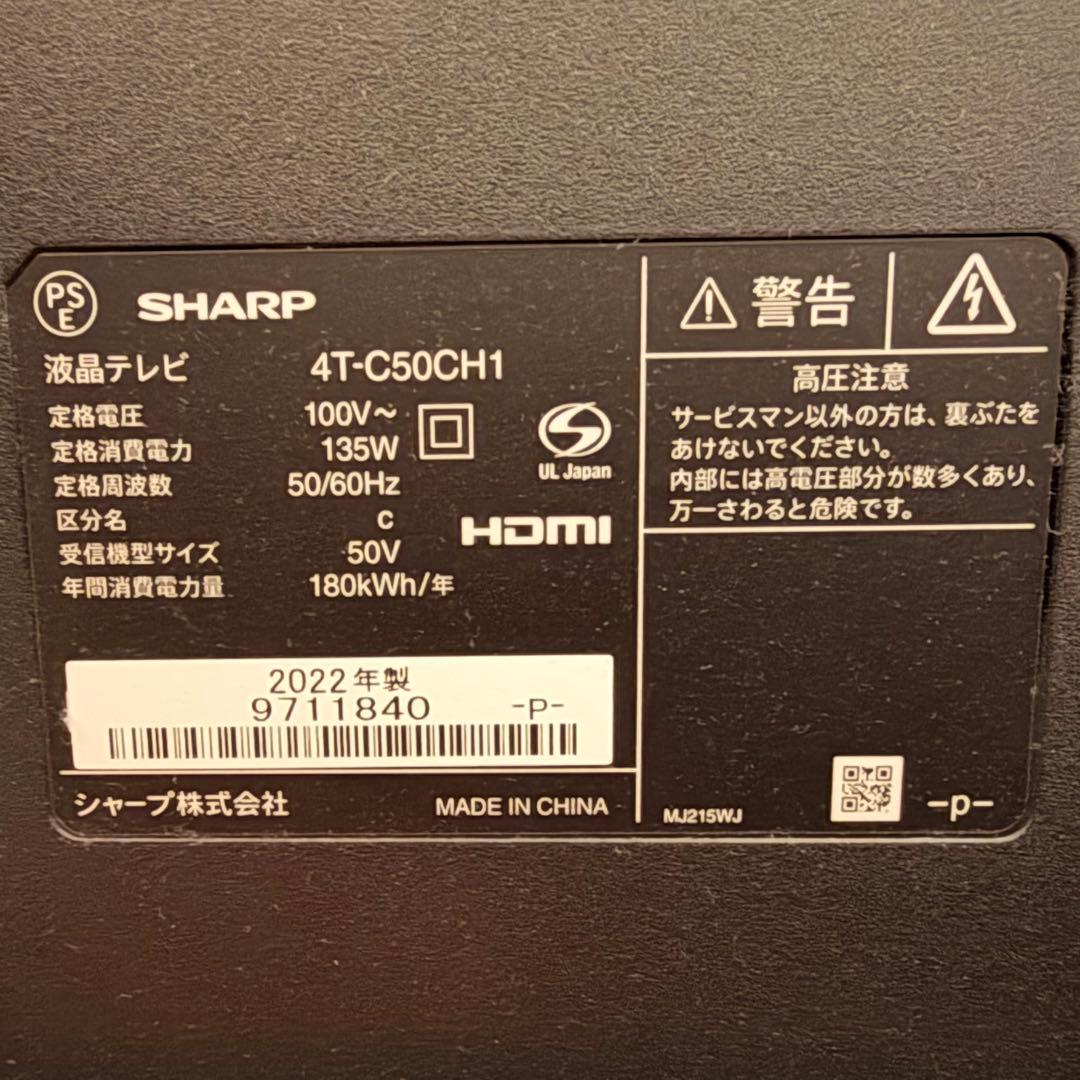 PS
E
SHARP
液晶テレビ 4T-C50CH1
定格電圧 100V~
定格消費電力 135W
定格周波数 50/60Hz
区分名 C
受信機型サイズ 50V
年間消費電力量 180kWh/年
S
UL Japan
HDMI
2022年製
9711840 -P-
シャープ株式会社 MADE IN CHINA
警告
高圧注意
サービスマン以外の方は、裏ぶたを
あけないでください。
内部には高電圧部分が数多くあり、
万一さわると危険です。
MJ215WJ -p-